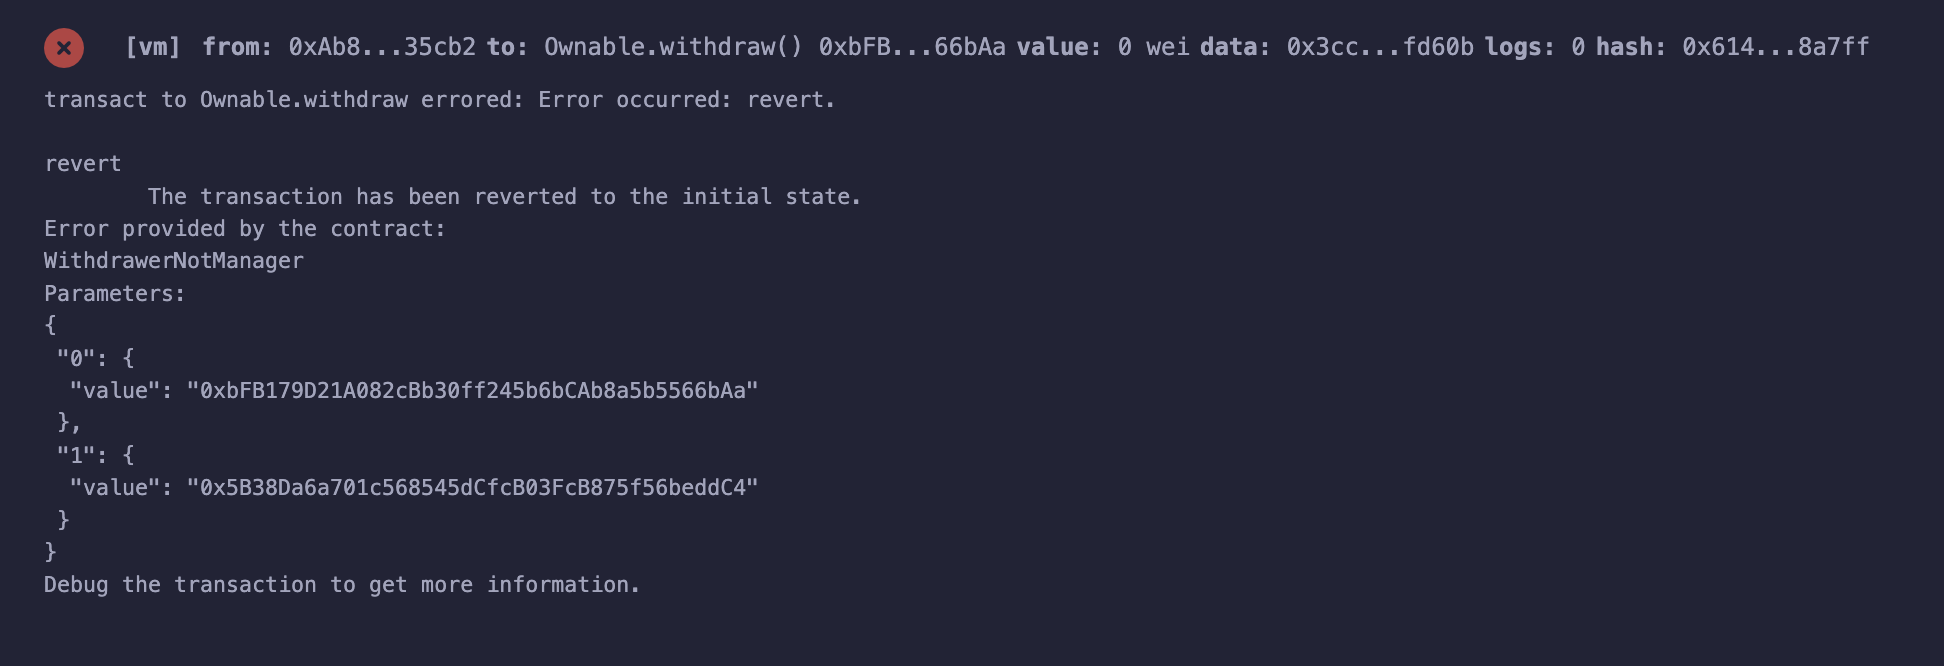 [vm] from: 0xAb8...35cb2 to: Ownable.withdraw() 0xbFB...66bAa value: 0 wei data: 0x3cc...fd60b logs: 0 hash: 0x614...8a7ff
transact to Ownable.withdraw errored: Error occurred: revert.
revert
The transaction has been reverted to the initial state.
Error provided by the contract:
WithdrawerNotManager
Parameters:
{
"0": {
"value": "0xbFB179D21A082cBb30ff245b6bCAb8a5b5566bAa"
},
"1": {
"value": "0x5B38Da6a701c568545dCfcB03FcB875f56beddC4"
}
}
Debug the transaction to get more information.